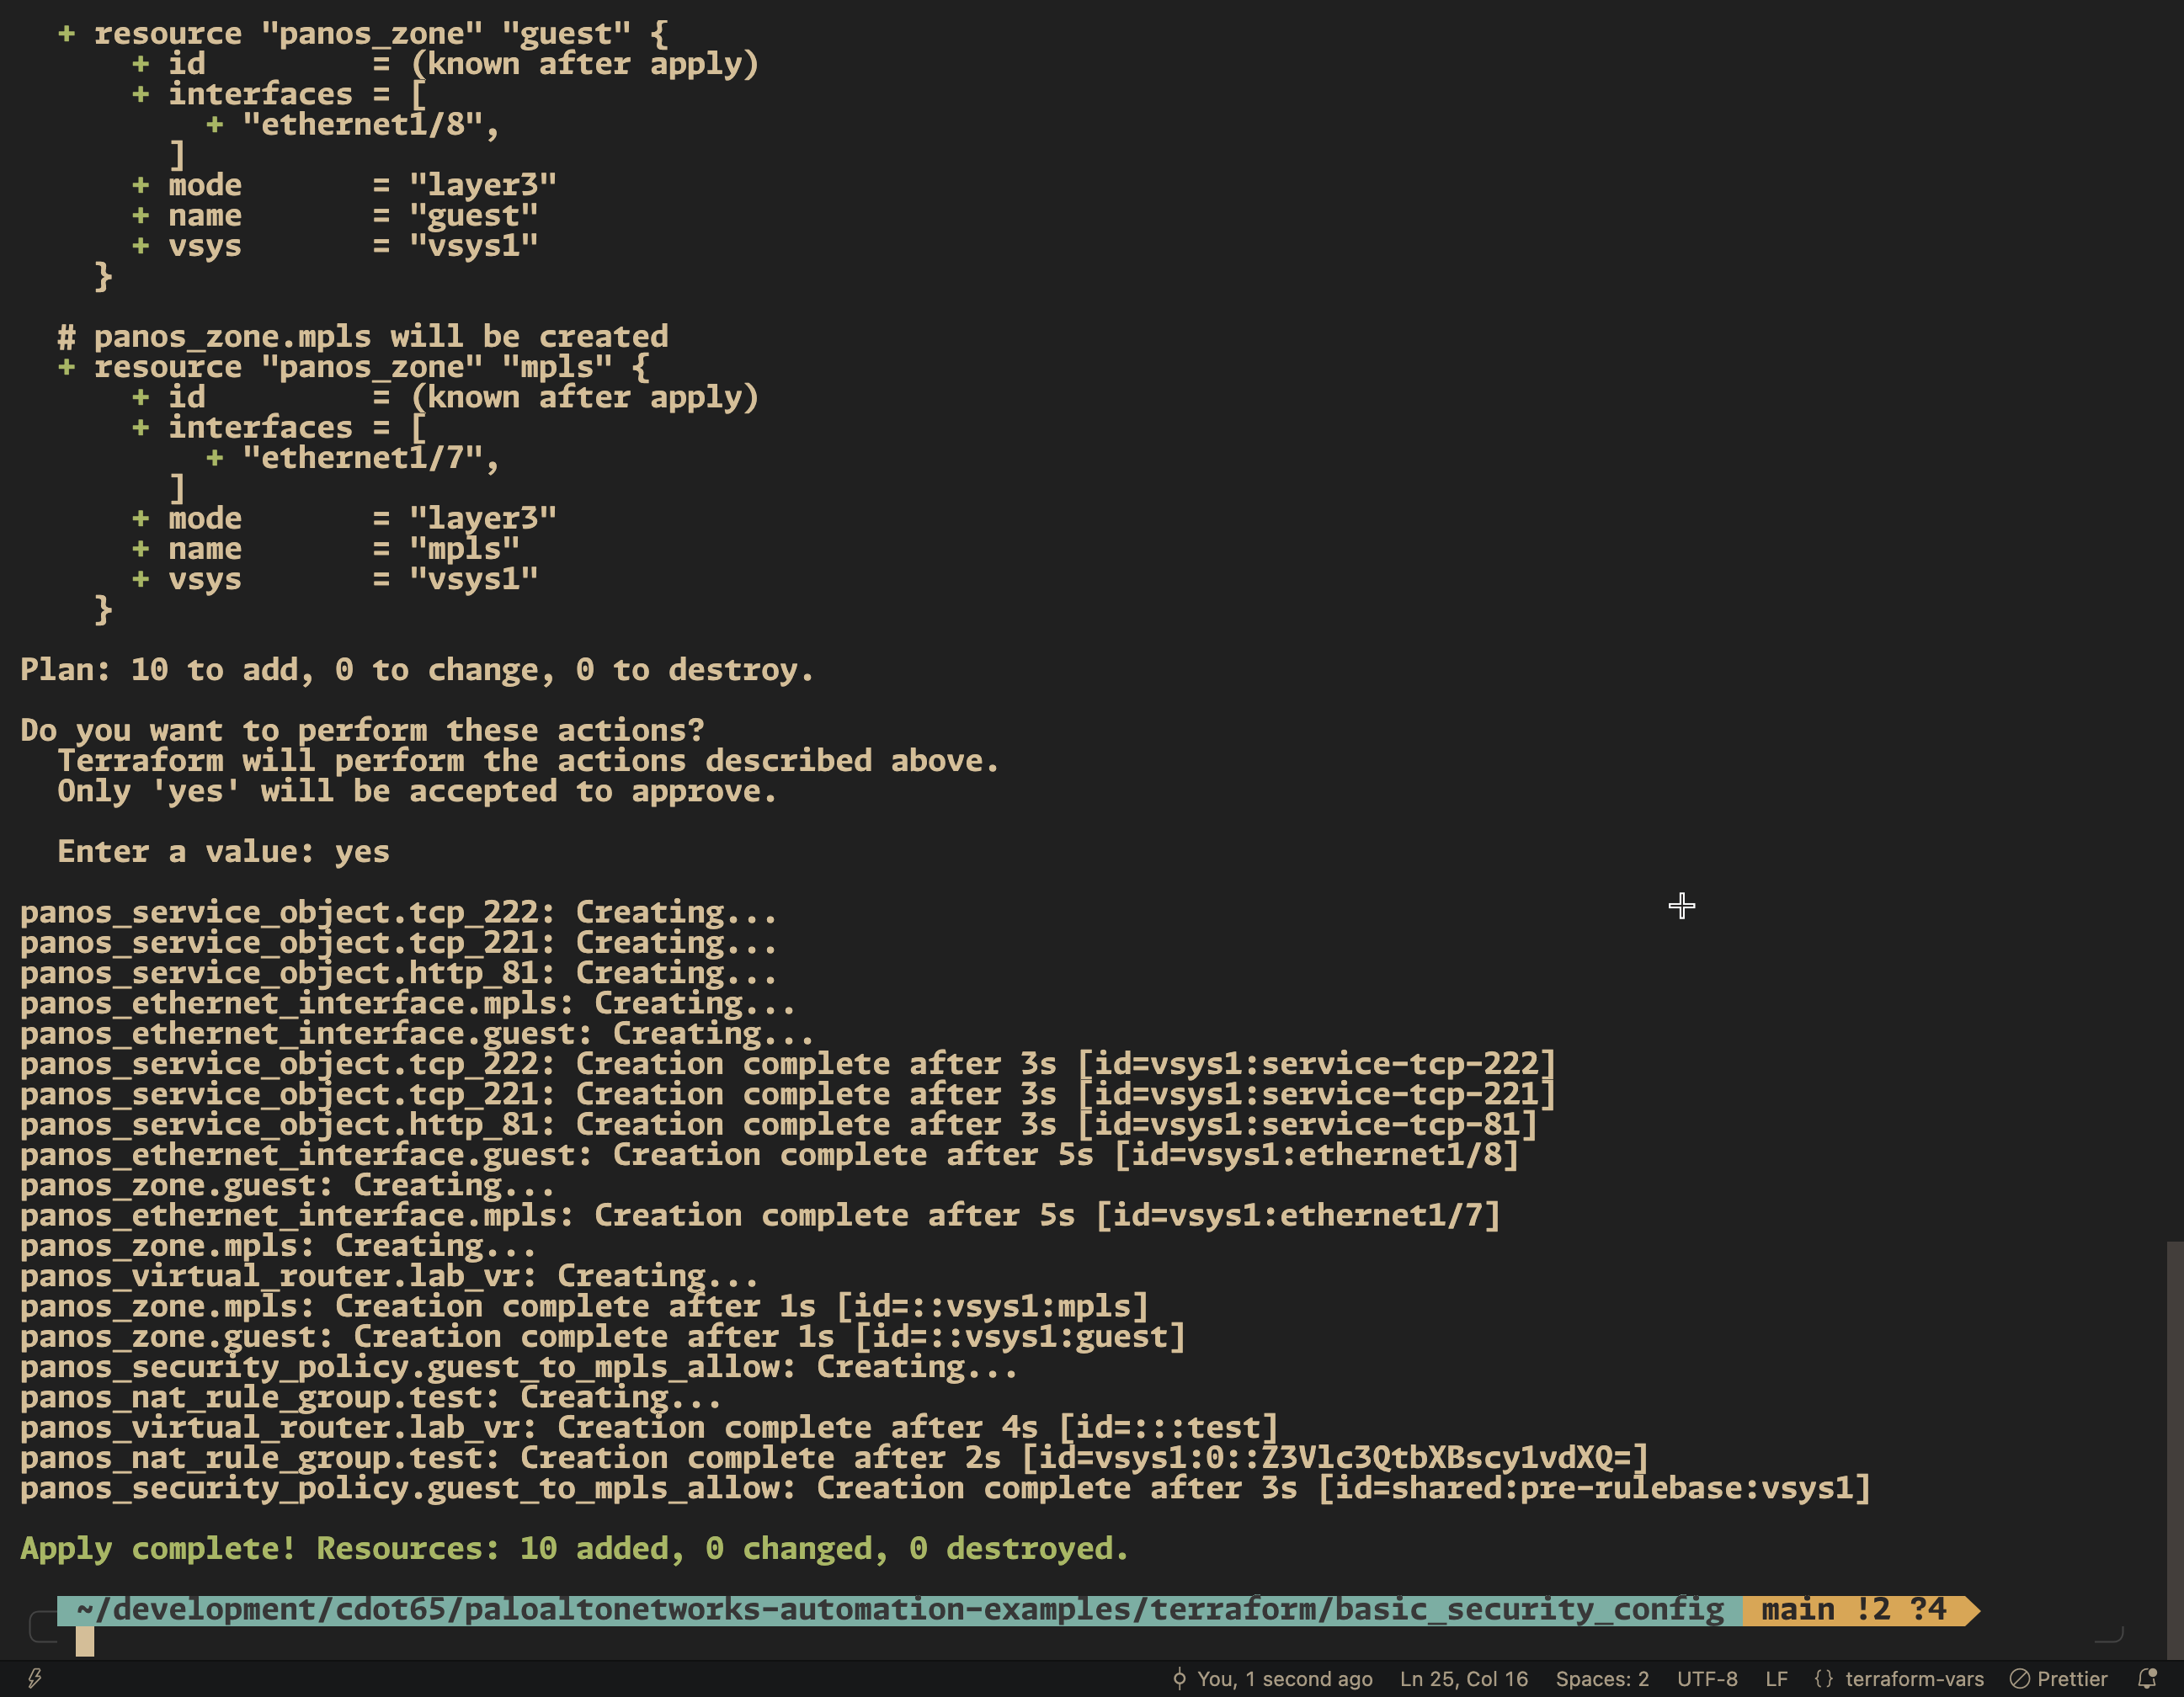 + resource "panos_zone" "guest" {
      + id         = (known after apply)
      + interfaces = [
          + "ethernet1/8",
        ]
      + mode       = "layer3"
      + name       = "guest"
      + vsys       = "vsys1"
    }

  # panos_zone.mpls will be created
  + resource "panos_zone" "mpls" {
      + id         = (known after apply)
      + interfaces = [
          + "ethernet1/7",
        ]
      + mode       = "layer3"
      + name       = "mpls"
      + vsys       = "vsys1"
    }

Plan: 10 to add, 0 to change, 0 to destroy.

Do you want to perform these actions?
  Terraform will perform the actions described above.
  Only 'yes' will be accepted to approve.

  Enter a value: yes

panos_service_object.tcp_222: Creating...
panos_service_object.tcp_221: Creating...
panos_service_object.http_81: Creating...
panos_ethernet_interface.mpls: Creating...
panos_ethernet_interface.guest: Creating...
panos_service_object.tcp_222: Creation complete after 3s [id=vsys1:service-tcp-222]
panos_service_object.tcp_221: Creation complete after 3s [id=vsys1:service-tcp-221]
panos_service_object.http_81: Creation complete after 3s [id=vsys1:service-tcp-81]
panos_ethernet_interface.guest: Creation complete after 5s [id=vsys1:ethernet1/8]
panos_zone.guest: Creating...
panos_ethernet_interface.mpls: Creation complete after 5s [id=vsys1:ethernet1/7]
panos_zone.mpls: Creating...
panos_virtual_router.lab_vr: Creating...
panos_zone.mpls: Creation complete after 1s [id=::vsys1:mpls]
panos_zone.guest: Creation complete after 1s [id=::vsys1:guest]
panos_security_policy.guest_to_mpls_allow: Creating...
panos_nat_rule_group.test: Creating...
panos_virtual_router.lab_vr: Creation complete after 4s [id=:::test]
panos_nat_rule_group.test: Creation complete after 2s [id=vsys1:0::Z3Vlc3QtbXBscy1vdXQ=]
panos_security_policy.guest_to_mpls_allow: Creation complete after 3s [id=shared:pre-rulebase:vsys1]

Apply complete! Resources: 10 added, 0 changed, 0 destroyed.

~/development/cdot65/paloaltonetworks-automation-examples/terraform/basic_security_config main !2 ?4
You, 1 second ago Ln 25, Col 16 Spaces: 2 UTF-8 LF {} terraform-vars Prettier